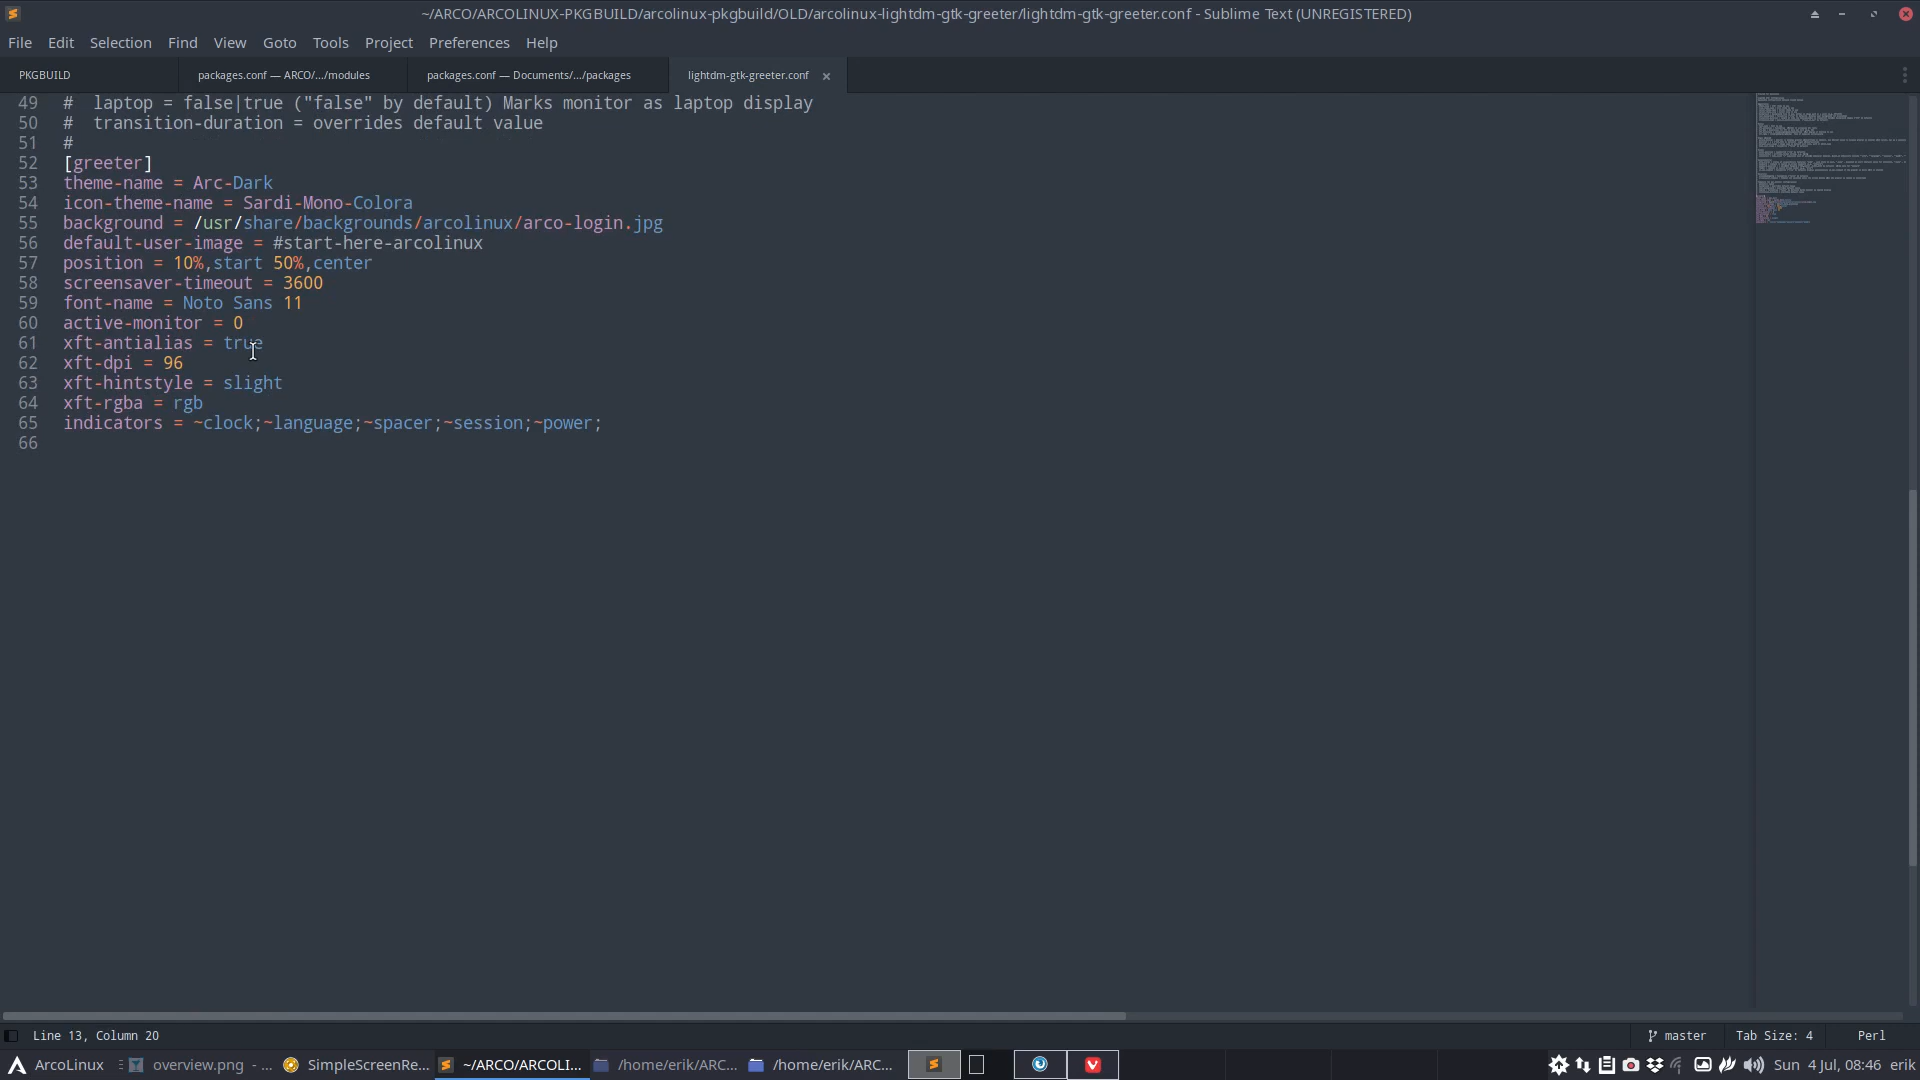 ~/ARCO/ARCOLINUX-PKGBUILD/arcolinux-pkgbuild/OLD/arcolinux-lightdm-gtk-greeter/lightdm-gtk-greeter.conf - Sublime Text (UNREGISTERED)
File Edit Selection Find View Goto Tools Project Preferences Help
PKGBUILD packages.conf — ARCO/.../modules packages.conf — Documents/.../packages lightdm-gtk-greeter.conf ×
49 #  laptop = false|true ("false" by default) Marks monitor as laptop display
50 #  transition-duration = overrides default value
51 #
52 [greeter]
53 theme-name = Arc-Dark
54 icon-theme-name = Sardi-Mono-Colora
55 background = /usr/share/backgrounds/arcolinux/arco-login.jpg
56 default-user-image = #start-here-arcolinux
57 position = 10%,start 50%,center
58 screensaver-timeout = 3600
59 font-name = Noto Sans 11
60 active-monitor = 0
61 xft-antialias = true
62 xft-dpi = 96
63 xft-hintstyle = slight
64 xft-rgba = rgb
65 indicators = ~clock;~language;~spacer;~session;~power;
66
Line 13, Column 20 master Tab Size: 4 Perl
ArcoLinux overview.png - ... SimpleScreenRe... ~/ARCO/ARCOLI... /home/erik/ARC... /home/erik/ARC... Sun 4 Jul, 08:46 erik